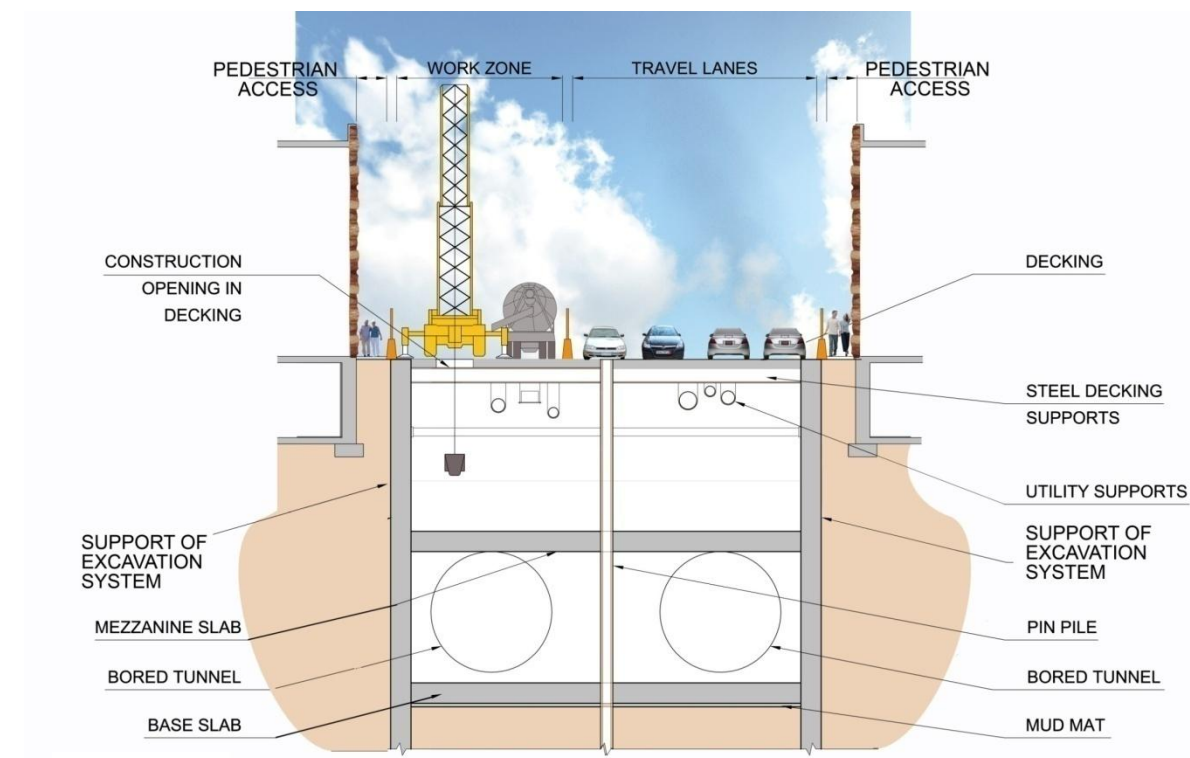 PEDESTRIAN
ACCESS
WORK ZONE
TRAVEL LANES
PEDESTRIAN
ACCESS
CONSTRUCTION
OPENING IN
DECKING
DECKING
STEEL DECKING
SUPPORTS
UTILITY SUPPORTS
SUPPORT OF
EXCAVATION
SYSTEM
SUPPORT OF
EXCAVATION
SYSTEM
MEZZANINE SLAB
PIN PILE
BORED TUNNEL
BORED TUNNEL
BASE SLAB
MUD MAT